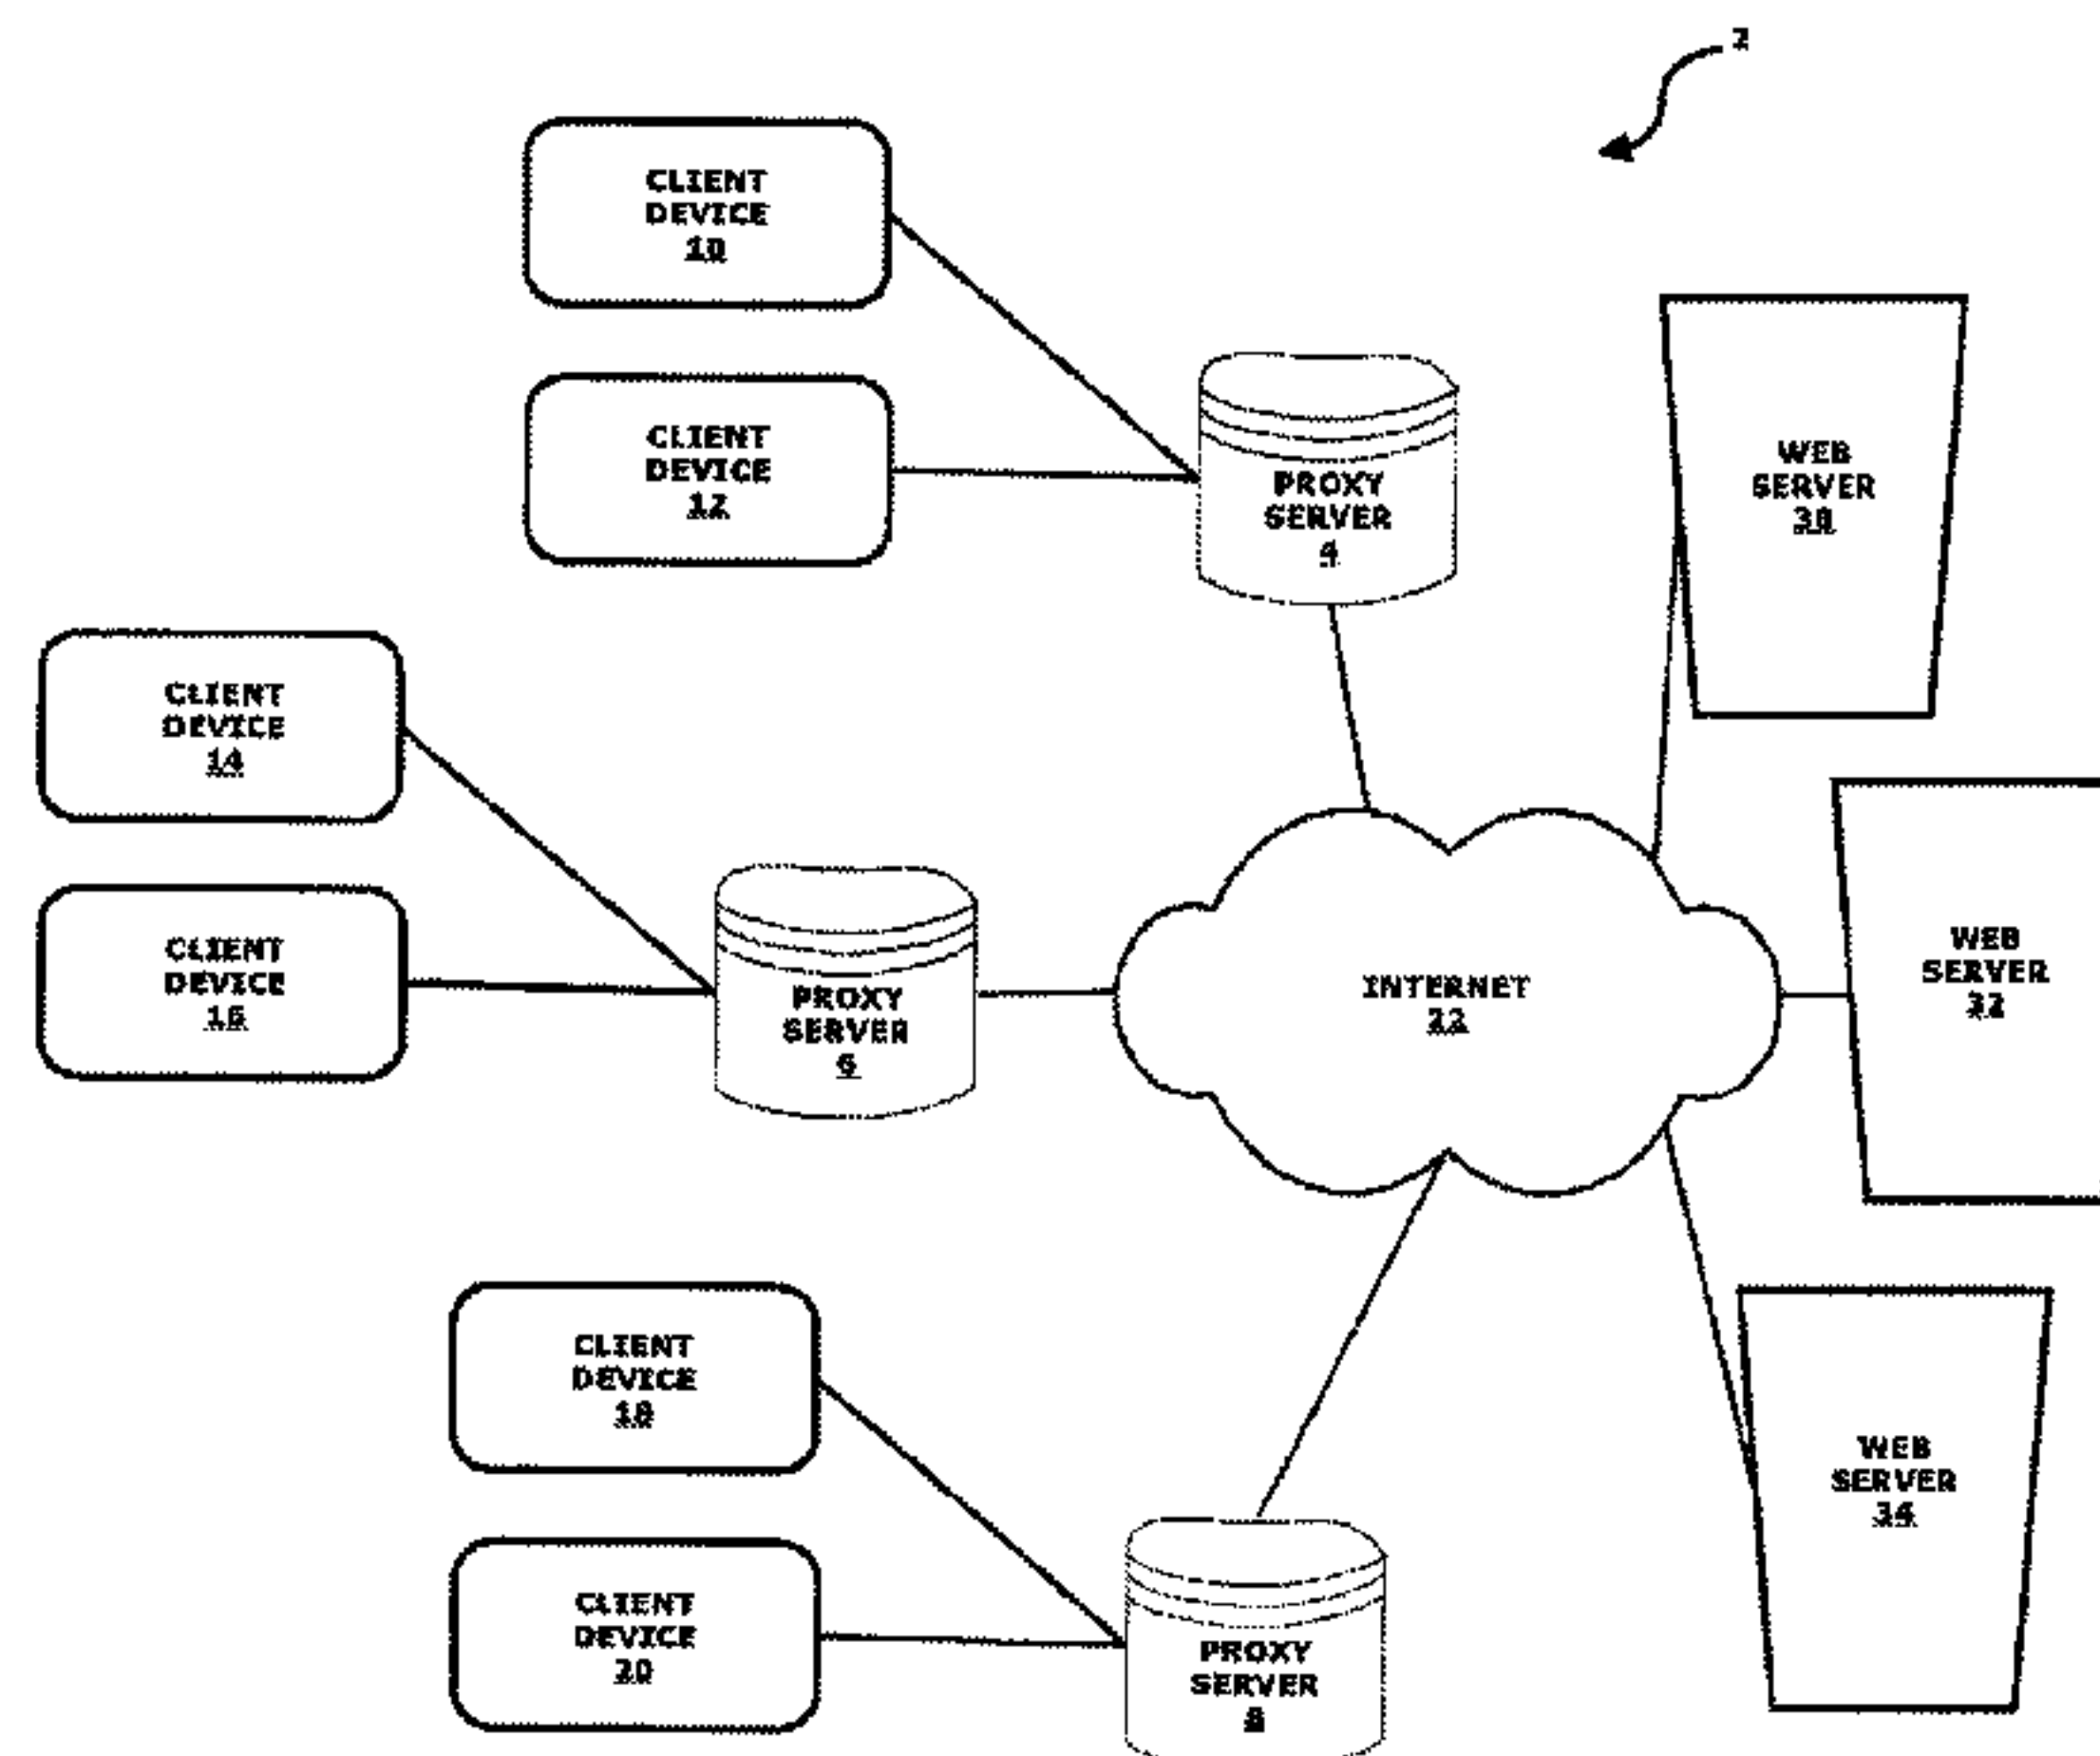 2
CLIENT
DEVICE
10
CLIENT
DEVICE
12
PROXY
SERVER
4
WEB
SERVER
30
CLIENT
DEVICE
14
CLIENT
DEVICE
16
PROXY
SERVER
6
INTERNET
22
WEB
SERVER
32
CLIENT
DEVICE
18
CLIENT
DEVICE
20
PROXY
SERVER
8
WEB
SERVER
34